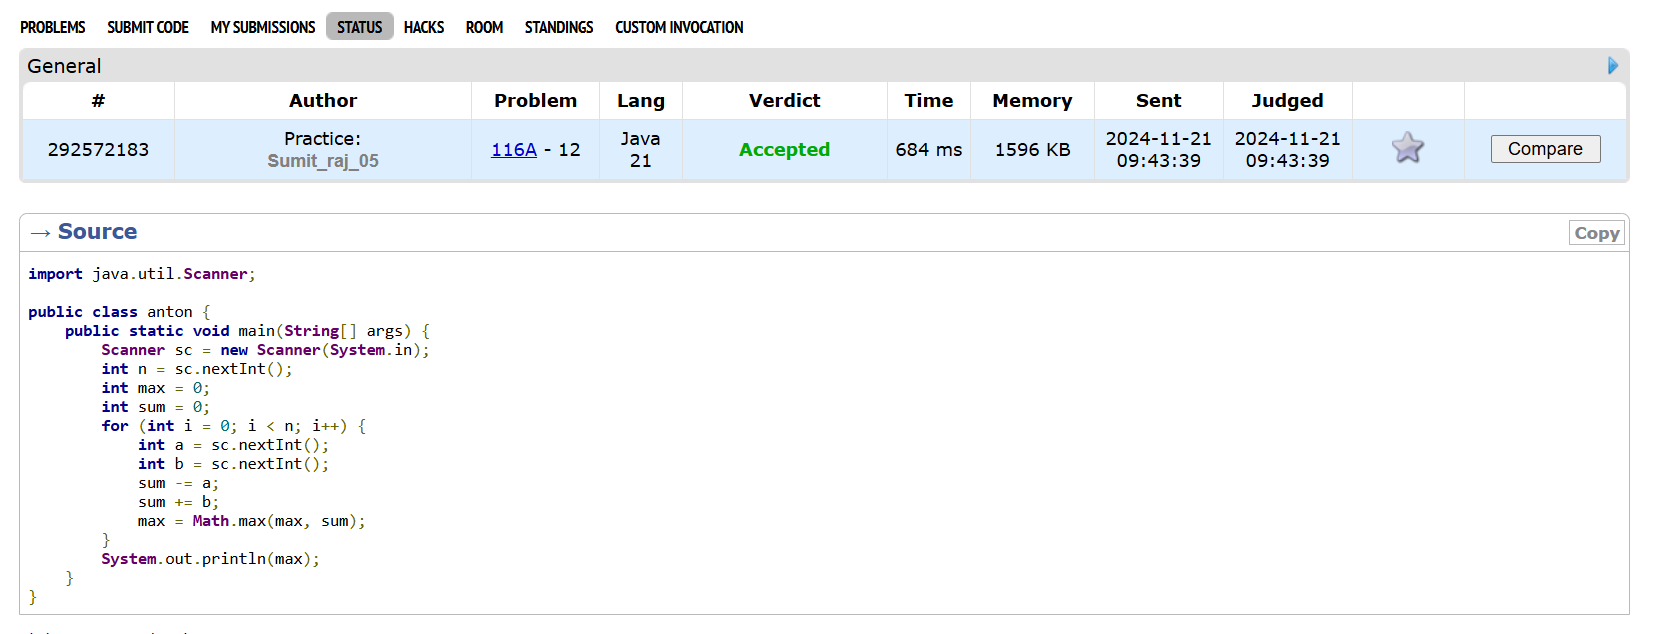 PROBLEMS SUBMIT CODE MY SUBMISSIONS STATUS HACKS ROOM STANDINGS CUSTOM INVOCATION
General
# Author Problem Lang Verdict Time Memory Sent Judged
292572183 Practice: Sumit_raj_05 116A - 12 Java 21 Accepted 684 ms 1596 KB 2024-11-21 09:43:39 2024-11-21 09:43:39 Compare
→ Source Copy
import java.util.Scanner;
public class anton {
    public static void main(String[] args) {
        Scanner sc = new Scanner(System.in);
        int n = sc.nextInt();
        int max = 0;
        int sum = 0;
        for (int i = 0; i < n; i++) {
            int a = sc.nextInt();
            int b = sc.nextInt();
            sum -= a;
            sum += b;
            max = Math.max(max, sum);
        }
        System.out.println(max);
    }
}